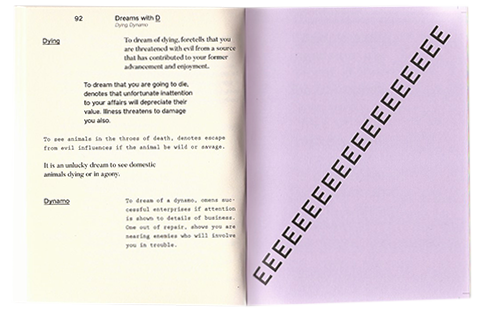 92 Dreams with D
Dying Dynamo
Dying To dream of dying, foretells that you
are threatened with evil from a source
that has contributed to your former
advancement and enjoyment.
To dream that you are going to die,
denotes that unfortunate inattention
to your affairs will depreciate their
value. Illness threatens to damage
you also.
To see animals in the throes of death, denotes escape
from evil influences if the animal be wild or savage.
It is an unlucky dream to see domestic
animals dying or in agony.
Dynamo To dream of a dynamo, omens suc-
cessful enterprises if attention
is shown to details of business.
One out of repair, shows you are
nearing enemies who will involve
you in trouble.
EEEEEEEEEEEEEEEEEEEE